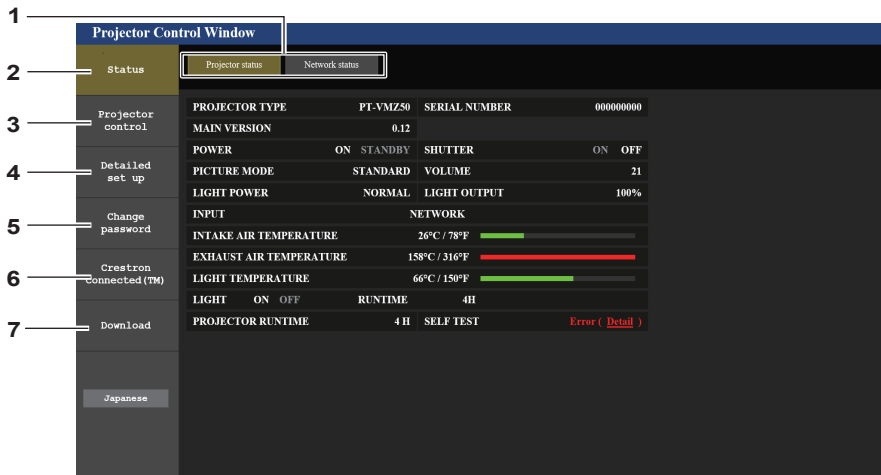 1
Projector Control Window
2
Status
Projector status Network status
3
Projector
control
4
Detailed
set up
5
Change
password
6
Crestron
Connected(TM)
7
Download
Japanese
PROJECTOR TYPE PT-VMZ50 SERIAL NUMBER 000000000
MAIN VERSION 0.12
POWER ON STANDBY SHUTTER ON OFF
PICTURE MODE STANDARD VOLUME 21
LIGHT POWER NORMAL LIGHT OUTPUT 100%
INPUT NETWORK
INTAKE AIR TEMPERATURE 26°C / 78°F
EXHAUST AIR TEMPERATURE 158°C / 316°F
LIGHT TEMPERATURE 66°C / 150°F
LIGHT ON OFF RUNTIME 4H
PROJECTOR RUNTIME 4 H SELF TEST Error ( Detail )